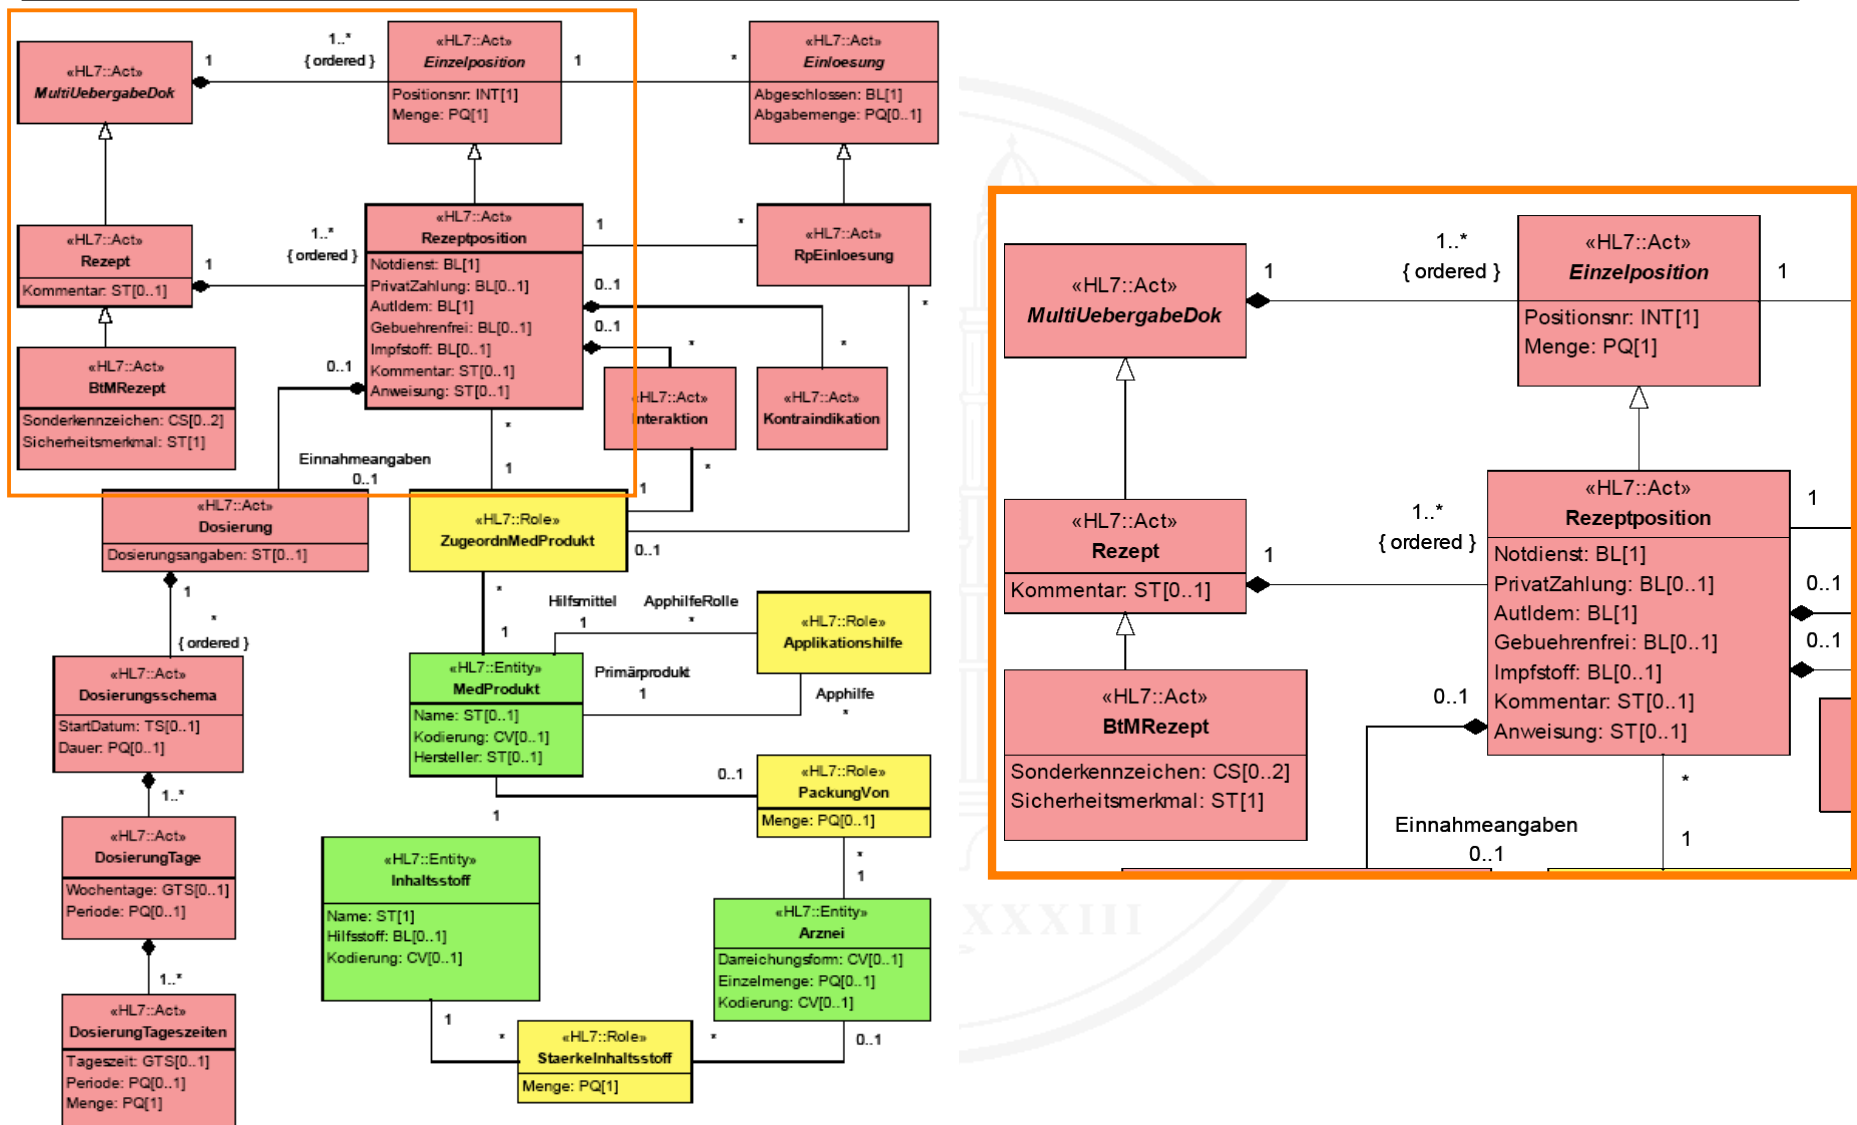 «HL7::Act»
MultiUebergabeDok
1
1..*
{ ordered }
«HL7::Act»
Einzelposition
Positionsnr: INT[1]
Menge: PQ[1]
1
*
«HL7::Act»
Einloesung
Abgeschlossen: BL[1]
Abgabemenge: PQ[0..1]
«HL7::Act»
Rezept
Kommentar: ST[0..1]
1
1..*
{ ordered }
«HL7::Act»
Rezeptposition
Notdienst: BL[1]
PrivatZahlung: BL[0..1]
AutIdem: BL[1]
Gebuehrenfrei: BL[0..1]
Impfstoff: BL[0..1]
Kommentar: ST[0..1]
Anweisung: ST[0..1]
1
*
«HL7::Act»
RpEinloesung
*
0..1
*
0..1
*
«HL7::Act»
BtMRezept
Sonderkennzeichen: CS[0..2]
Sicherheitsmerkmal: ST[1]
0..1
Einnahmeangaben
0..1
*
1
«HL7::Act»
Interaktion
*
1
«HL7::Act»
Kontraindikation
«HL7::Act»
Dosierung
Dosierungsangaben: ST[0..1]
«HL7::Role»
ZugeordnMedProdukt
0..1
1
*
{ ordered }
«HL7::Act»
Dosierungsschema
StartDatum: TS[0..1]
Dauer: PQ[0..1]
1..*
«HL7::Act»
DosierungTage
Wochentage: GTS[0..1]
Periode: PQ[0..1]
1..*
«HL7::Act»
DosierungTageszeiten
Tageszeit: GTS[0..1]
Periode: PQ[0..1]
Menge: PQ[1]
*
1
Hilfsmittel
1
ApphilfeRolle
*
«HL7::Role»
Applikationshilfe
«HL7::Entity»
MedProdukt
Name: ST[0..1]
Kodierung: CV[0..1]
Hersteller: ST[0..1]
Primärprodukt
1
Apphilfe
*
1
0..1
«HL7::Role»
PackungVon
Menge: PQ[0..1]
*
1
«HL7::Entity»
Inhaltsstoff
Name: ST[1]
Hilfsstoff: BL[0..1]
Kodierung: CV[0..1]
«HL7::Entity»
Arznei
Darreichungsform: CV[0..1]
Einzelmenge: PQ[0..1]
Kodierung: CV[0..1]
1
*
«HL7::Role»
StaerkeInhaltsstoff
Menge: PQ[1]
*
0..1
«HL7::Act»
MultiUebergabeDok
1
1..*
{ ordered }
«HL7::Act»
Einzelposition
Positionsnr: INT[1]
Menge: PQ[1]
1
«HL7::Act»
Rezept
Kommentar: ST[0..1]
1
1..*
{ ordered }
«HL7::Act»
Rezeptposition
Notdienst: BL[1]
PrivatZahlung: BL[0..1]
AutIdem: BL[1]
Gebuehrenfrei: BL[0..1]
Impfstoff: BL[0..1]
Kommentar: ST[0..1]
Anweisung: ST[0..1]
1
0..1
0..1
«HL7::Act»
BtMRezept
Sonderkennzeichen: CS[0..2]
Sicherheitsmerkmal: ST[1]
0..1
Einnahmeangaben
0..1
*
1
XXXIII